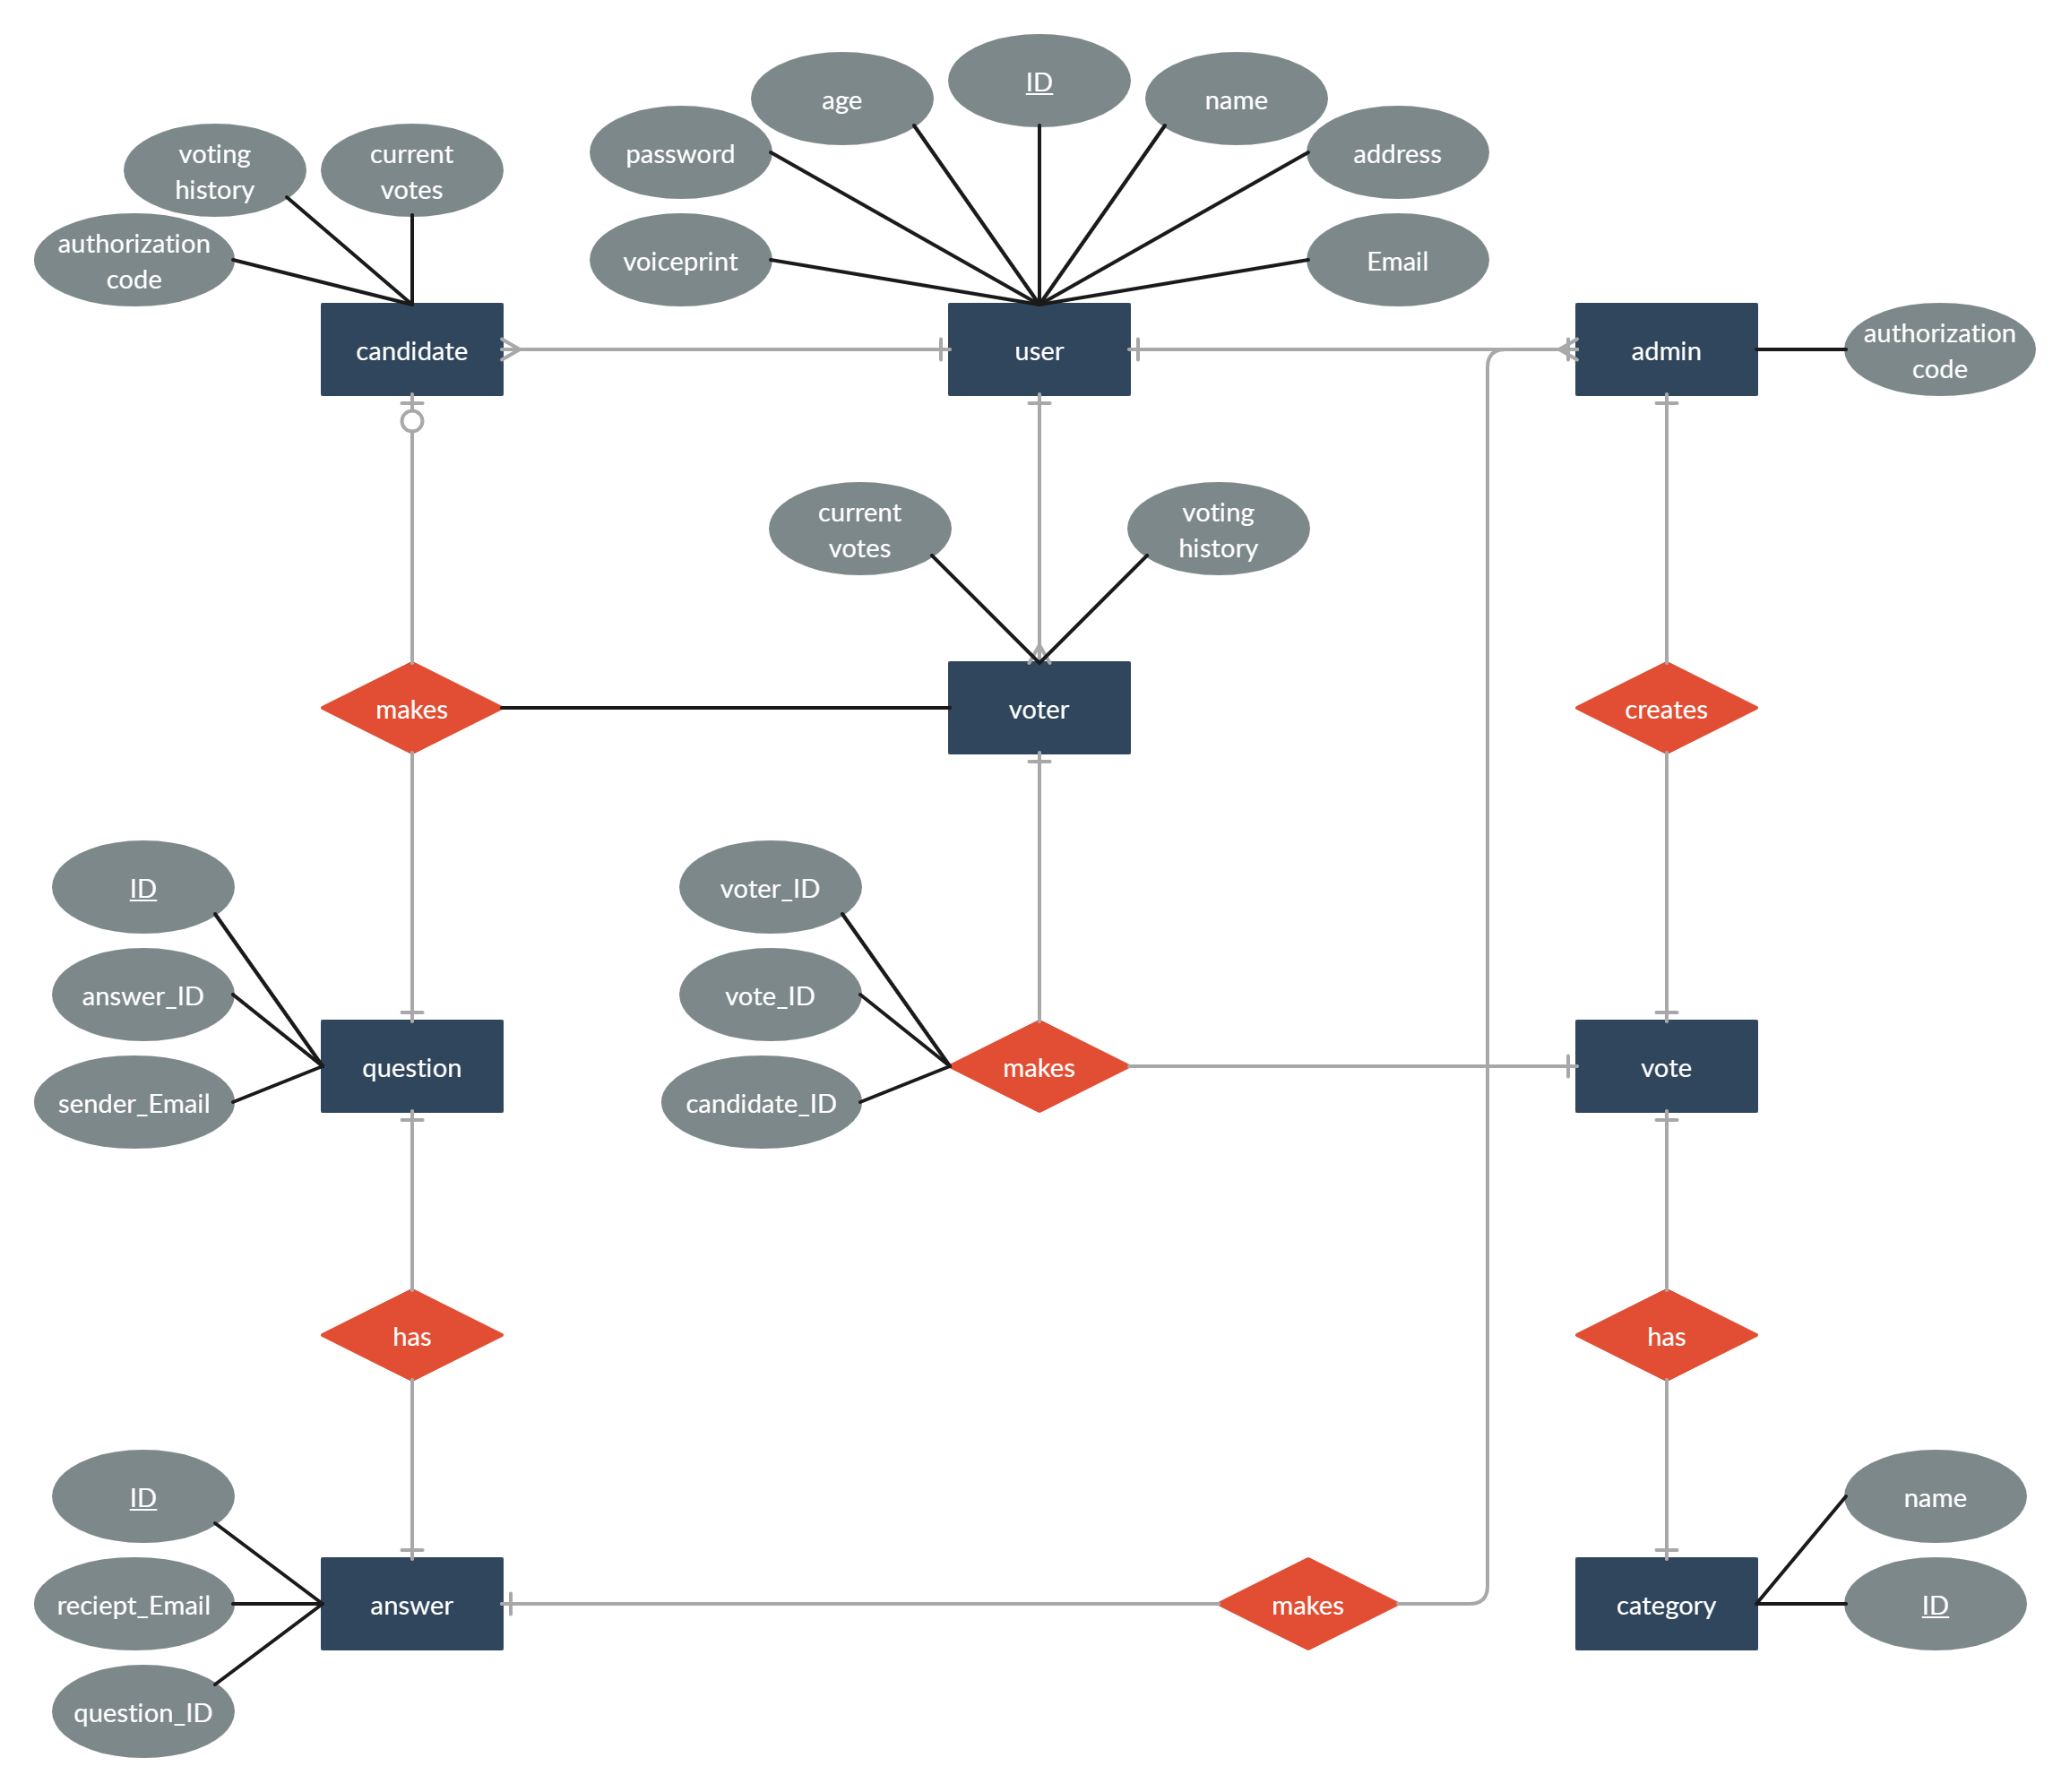 ID
age
name
password
address
voting
history
current
votes
authorization
code
voiceprint
Email
candidate
user
admin
authorization
code
current
votes
voting
history
makes
voter
creates
ID
voter_ID
answer_ID
vote_ID
question
makes
vote
sender_Email
candidate_ID
has
has
ID
name
reciept_Email
answer
makes
category
ID
question_ID